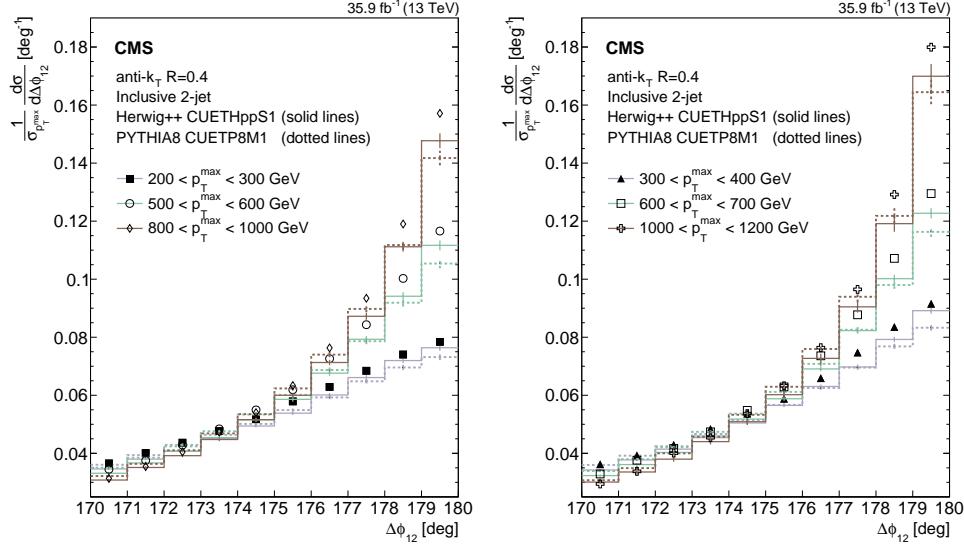 35.9 fb⁻¹ (13 TeV)
1/σ_{p_T^{max}} dσ/dΔϕ₁₂ [deg⁻¹]
CMS
anti-k_T R=0.4
Inclusive 2-jet
Herwig++ CUETHppS1 (solid lines)
PYTHIA8 CUETP8M1 (dotted lines)
200 < p_T^{max} < 300 GeV
500 < p_T^{max} < 600 GeV
800 < p_T^{max} < 1000 GeV
0.18
0.16
0.14
0.12
0.1
0.08
0.06
0.04
170 171 172 173 174 175 176 177 178 179 180
Δϕ₁₂ [deg]
35.9 fb⁻¹ (13 TeV)
1/σ_{p_T^{max}} dσ/dΔϕ₁₂ [deg⁻¹]
CMS
anti-k_T R=0.4
Inclusive 2-jet
Herwig++ CUETHppS1 (solid lines)
PYTHIA8 CUETP8M1 (dotted lines)
300 < p_T^{max} < 400 GeV
600 < p_T^{max} < 700 GeV
1000 < p_T^{max} < 1200 GeV
0.18
0.16
0.14
0.12
0.1
0.08
0.06
0.04
170 171 172 173 174 175 176 177 178 179 180
Δϕ₁₂ [deg]